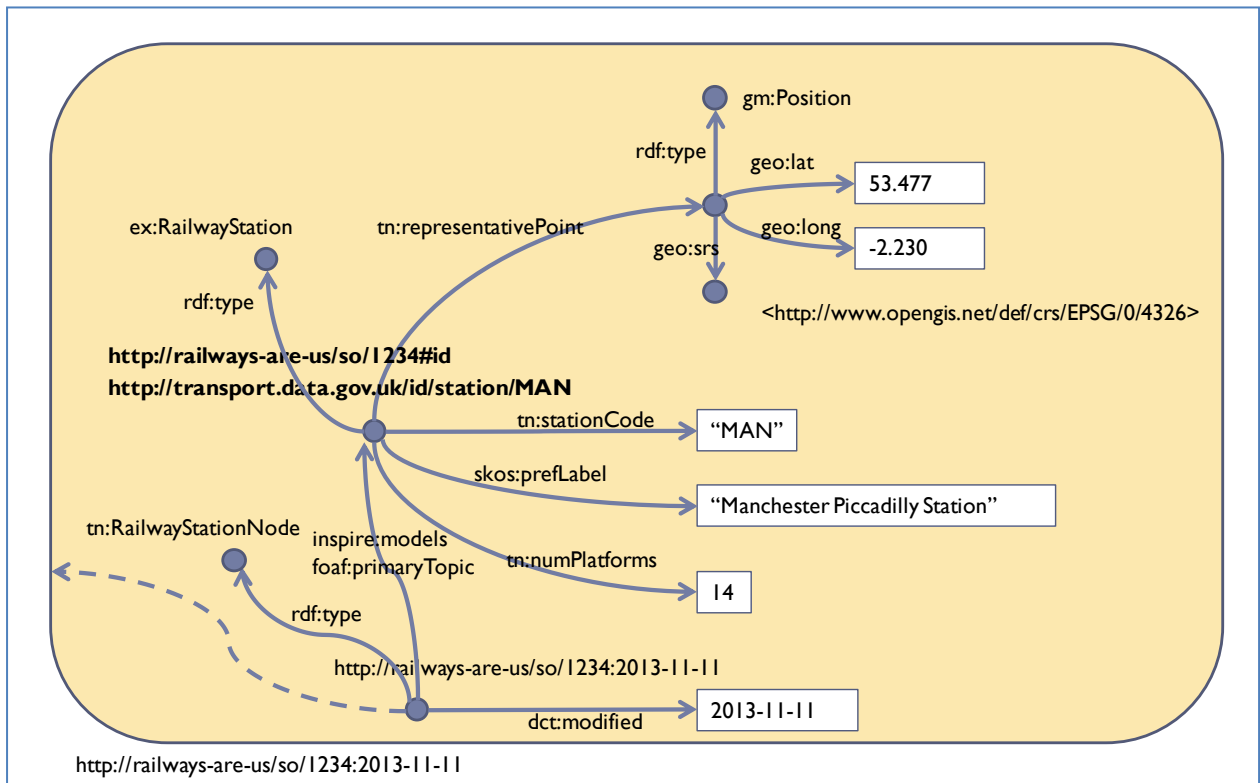 gm:Position
rdf:type
geo:lat
53.477
ex:RailwayStation
tn:representativePoint
geo:long
-2.230
geo:srs
rdf:type
<http://www.opengis.net/def/crs/EPSG/0/4326>
http://railways-are-us/so/1234#id
http://transport.data.gov.uk/id/station/MAN
tn:stationCode
“MAN”
skos:prefLabel
“Manchester Piccadilly Station”
tn:RailwayStationNode
inspire:models
foaf:primaryTopic
tn:numPlatforms
14
rdf:type
http://railways-are-us/so/1234:2013-11-11
dct:modified
2013-11-11
http://railways-are-us/so/1234:2013-11-11